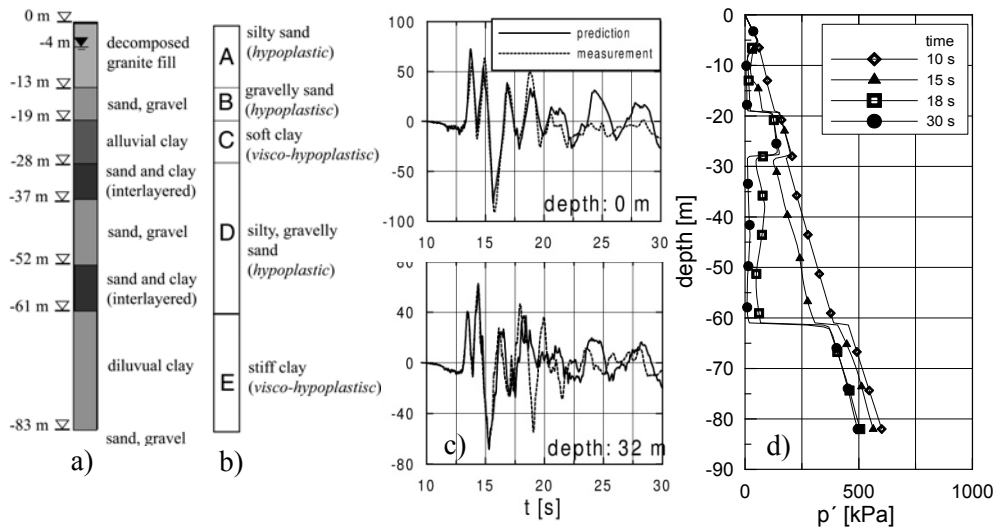 0 m
-4 m
-13 m
-19 m
-28 m
-37 m
-52 m
-61 m
-83 m
decomposed
granite fill
sand, gravel
alluvial clay
sand and clay
(interlayered)
sand, gravel
sand and clay
(interlayered)
diluvual clay
sand, gravel
a)
A
B
C
D
E
silty sand
(hypoplastic)
gravelly sand
(hypoplastisc)
soft clay
(visco-hypoplastisc)
silty, gravelly
sand
(hypoplastic)
stiff clay
(visco-hypoplastisc)
b)
100
50
0
-50
-100
prediction
measurement
depth: 0 m
10 15 20 25 30
60
40
0
-40
-80
c)
depth: 32 m
10 15 20 25 30
t [s]
0
-10
-20
-30
-40
-50
-60
-70
-80
-90
depth [m]
time
10 s
15 s
18 s
30 s
d)
0 500 1000
p´ [kPa]